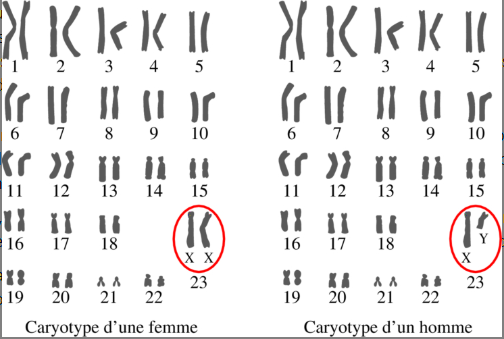 1 2 3 4 5
6 7 8 9 10
11 12 13 14 15
16 17 18
X X
19 20 21 22 23
Caryotype d'une femme
1 2 3 4 5
6 7 8 9 10
11 12 13 14 15
16 17 18
Y
X
19 20 21 22 23
Caryotype d'un homme